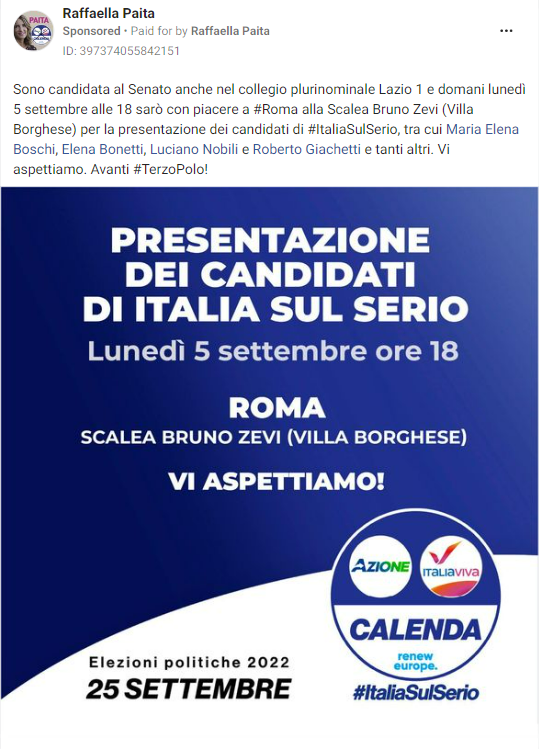 Raffaella Paita
Sponsored • Paid for by Raffaella Paita
ID: 397374055842151
Sono candidata al Senato anche nel collegio plurinominale Lazio 1 e domani lunedì
5 settembre alle 18 sarò con piacere a #Roma alla Scalea Bruno Zevi (Villa
Borghese) per la presentazione dei candidati di #ItaliaSulSerio, tra cui Maria Elena
Boschi, Elena Bonetti, Luciano Nobili e Roberto Giachetti e tanti altri. Vi
aspettiamo. Avanti #TerzoPolo!
PRESENTAZIONE
DEI CANDIDATI
DI ITALIA SUL SERIO
Lunedì 5 settembre ore 18
ROMA
SCALEA BRUNO ZEVI (VILLA BORGHESE)
VI ASPETTIAMO!
AZIONE
ITALIAVIVA
CALENDA
renew
europe.
Elezioni politiche 2022
25 SETTEMBRE
#ItaliaSulSerio